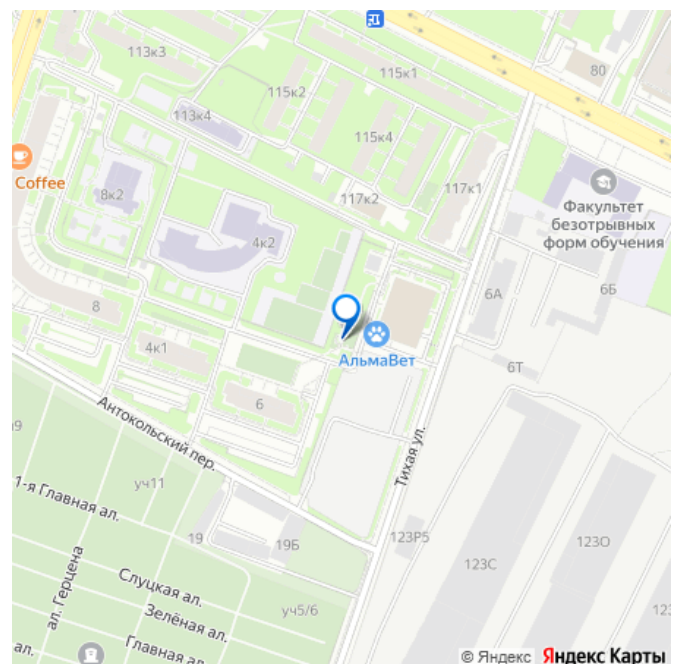 113к3
115к1
80
115к2
113к4
115к4
Coffee
8к2
117к2
117к1
Факультет
безотрывных
форм обучения
4к2
6А
6Б
8
4к1
АльмаВет
6Т
6
Антокольский пер.
Тихая ул.
уч11
1-я Главная ал.
19
19Б
123Р5
123С
123О
ал. Герцена
Слуцкая ал.
Зелёная ал.
Главная ал.
уч5/6
ал.
© Яндекс Яндекс Карты